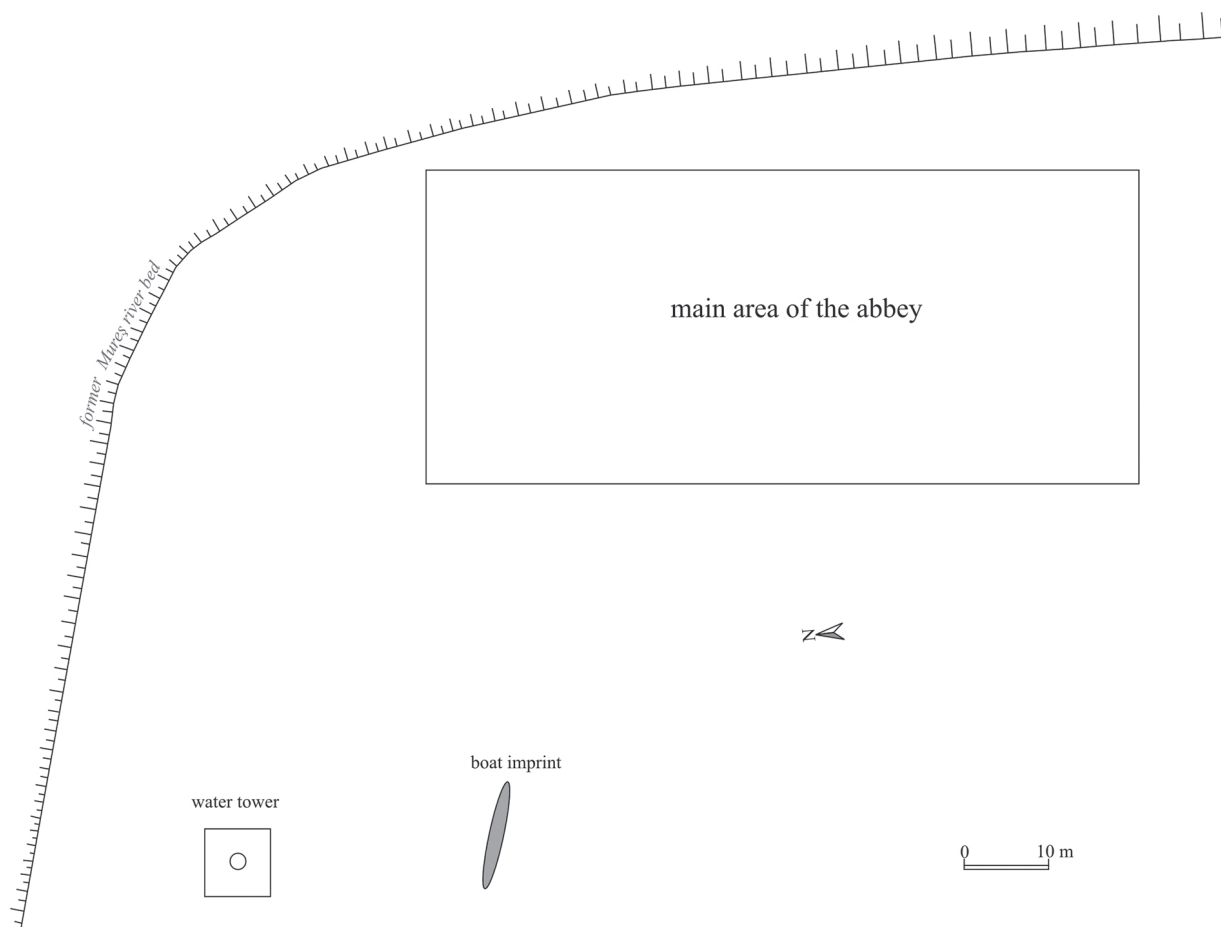 main area of the abbey
former Mureș river bed
N
boat imprint
water tower
0 10 m